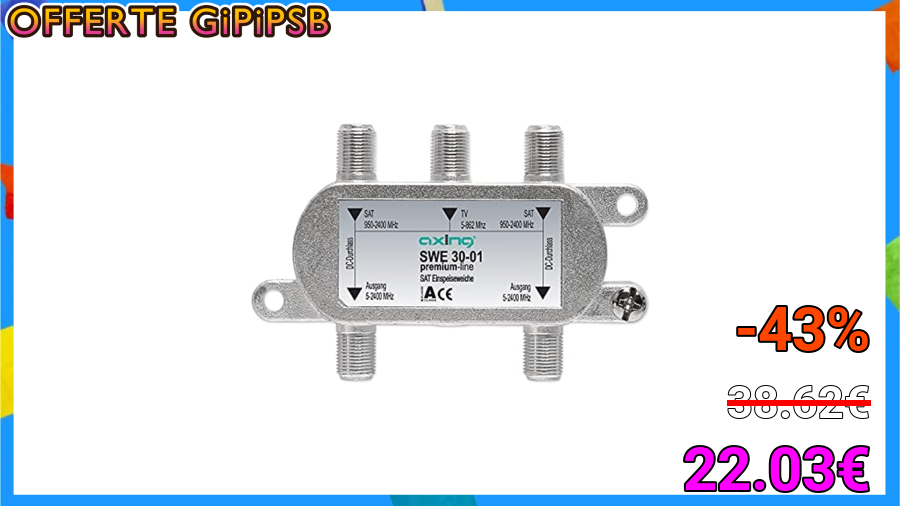 OFFERTE GiPiPSB
SAT
950-2400 MHz
TV
5-862 Mhz
SAT
950-2400 MHz
DC-Durchlass
axing
SWE 30-01
premium-line
SAT Einspeiseweiche
DC-Durchlass
Ausgang
5-2400 MHz
A CE
Ausgang
5-2400 MHz
-43%
38.62€
22.03€